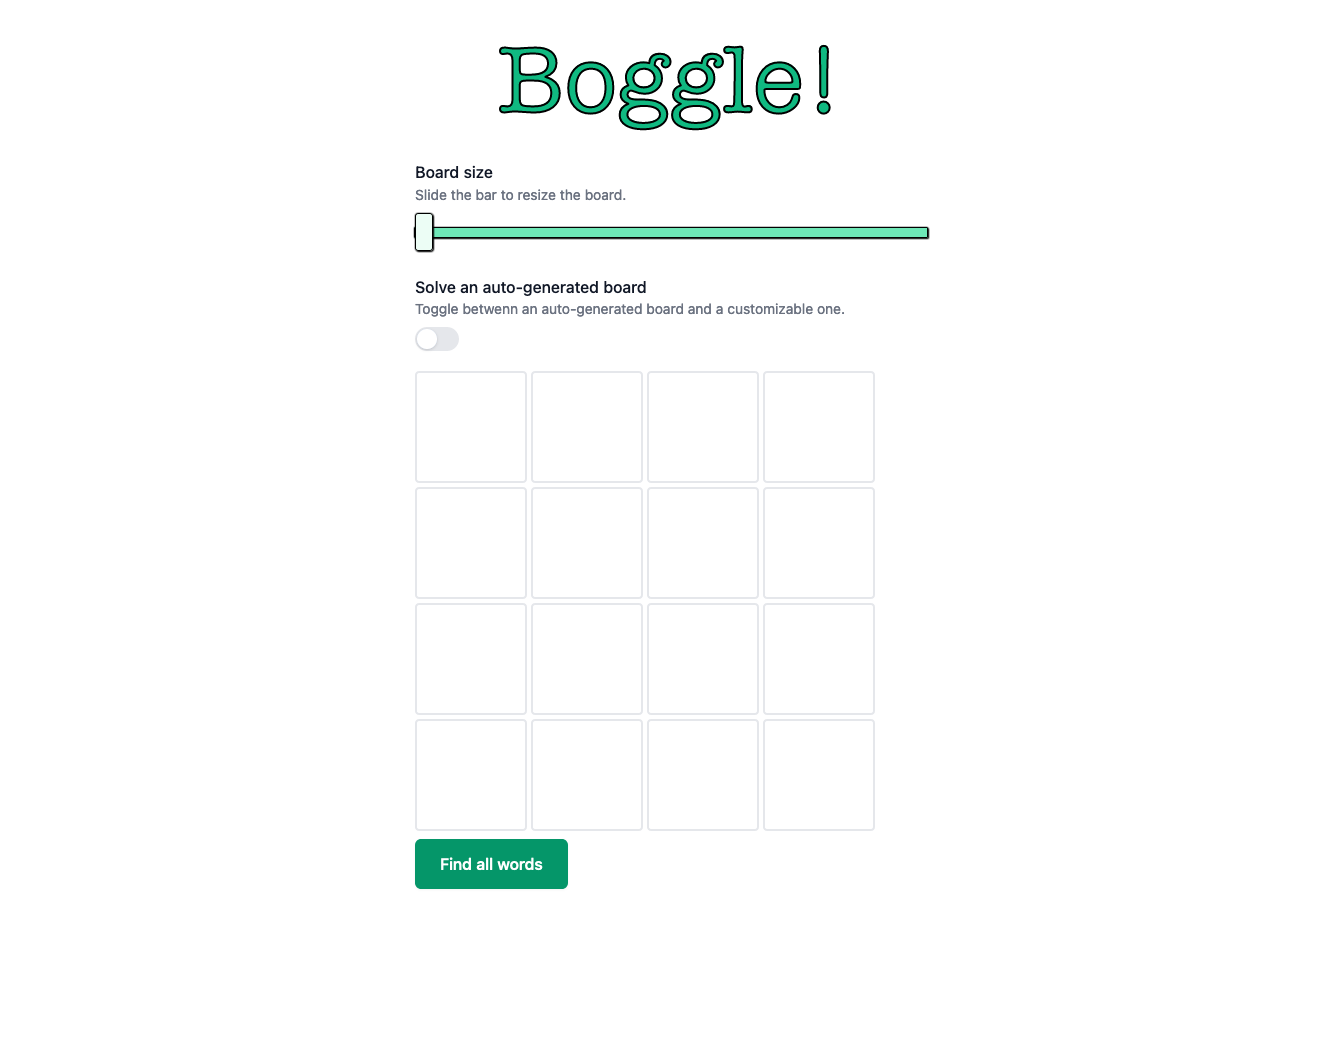 Boggle!
Board size
Slide the bar to resize the board.
Solve an auto-generated board
Toggle betwenn an auto-generated board and a customizable one.
Find all words